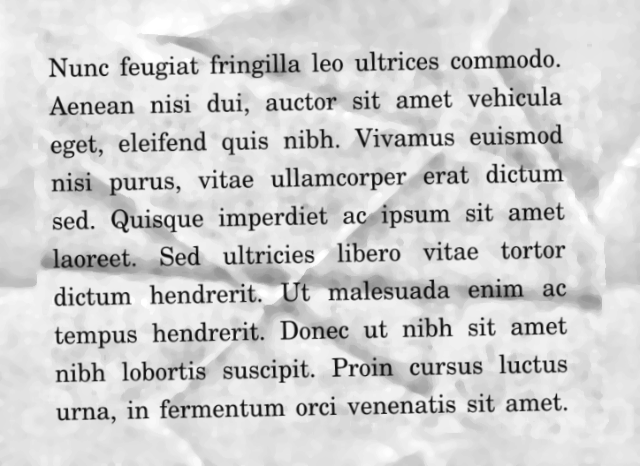 Nunc feugiat fringilla leo ultrices commodo.
Aenean nisi dui, auctor sit amet vehicula
eget, eleifend quis nibh. Vivamus euismod
nisi purus, vitae ullamcorper erat dictum
sed. Quisque imperdiet ac ipsum sit amet
laoreet. Sed ultricies libero vitae tortor
dictum hendrerit. Ut malesuada enim ac
tempus hendrerit. Donec ut nibh sit amet
nibh lobortis suscipit. Proin cursus luctus
urna, in fermentum orci venenatis sit amet.